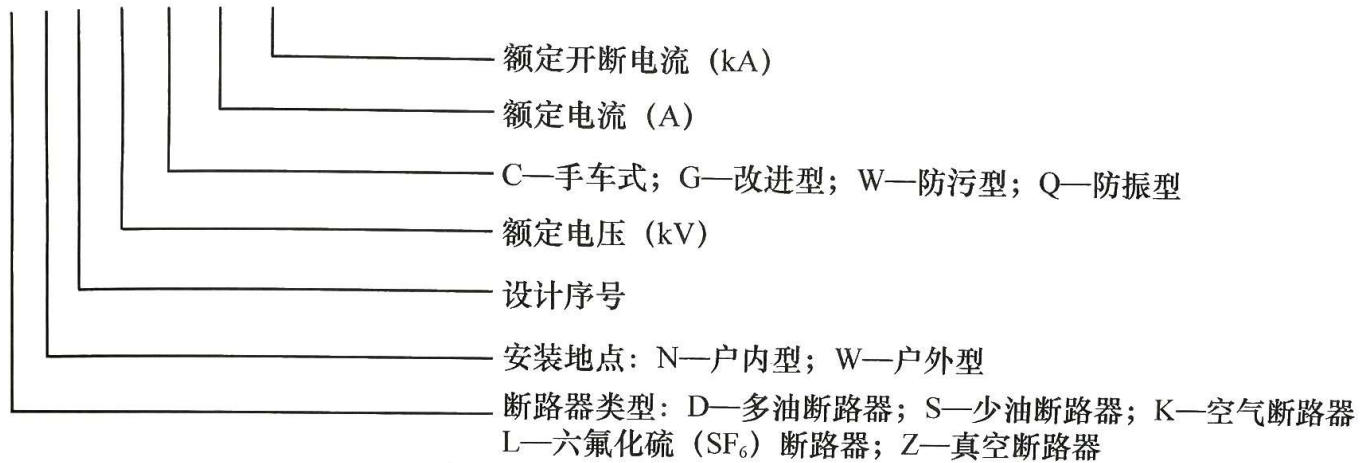 额定开断电流（kA）
额定电流（A）
C—手车式；G—改进型；W—防污型；Q—防振型
额定电压（kV）
设计序号
安装地点：N—户内型；W—户外型
断路器类型：D—多油断路器；S—少油断路器；K—空气断路器
L—六氟化硫（SF₆）断路器；Z—真空断路器